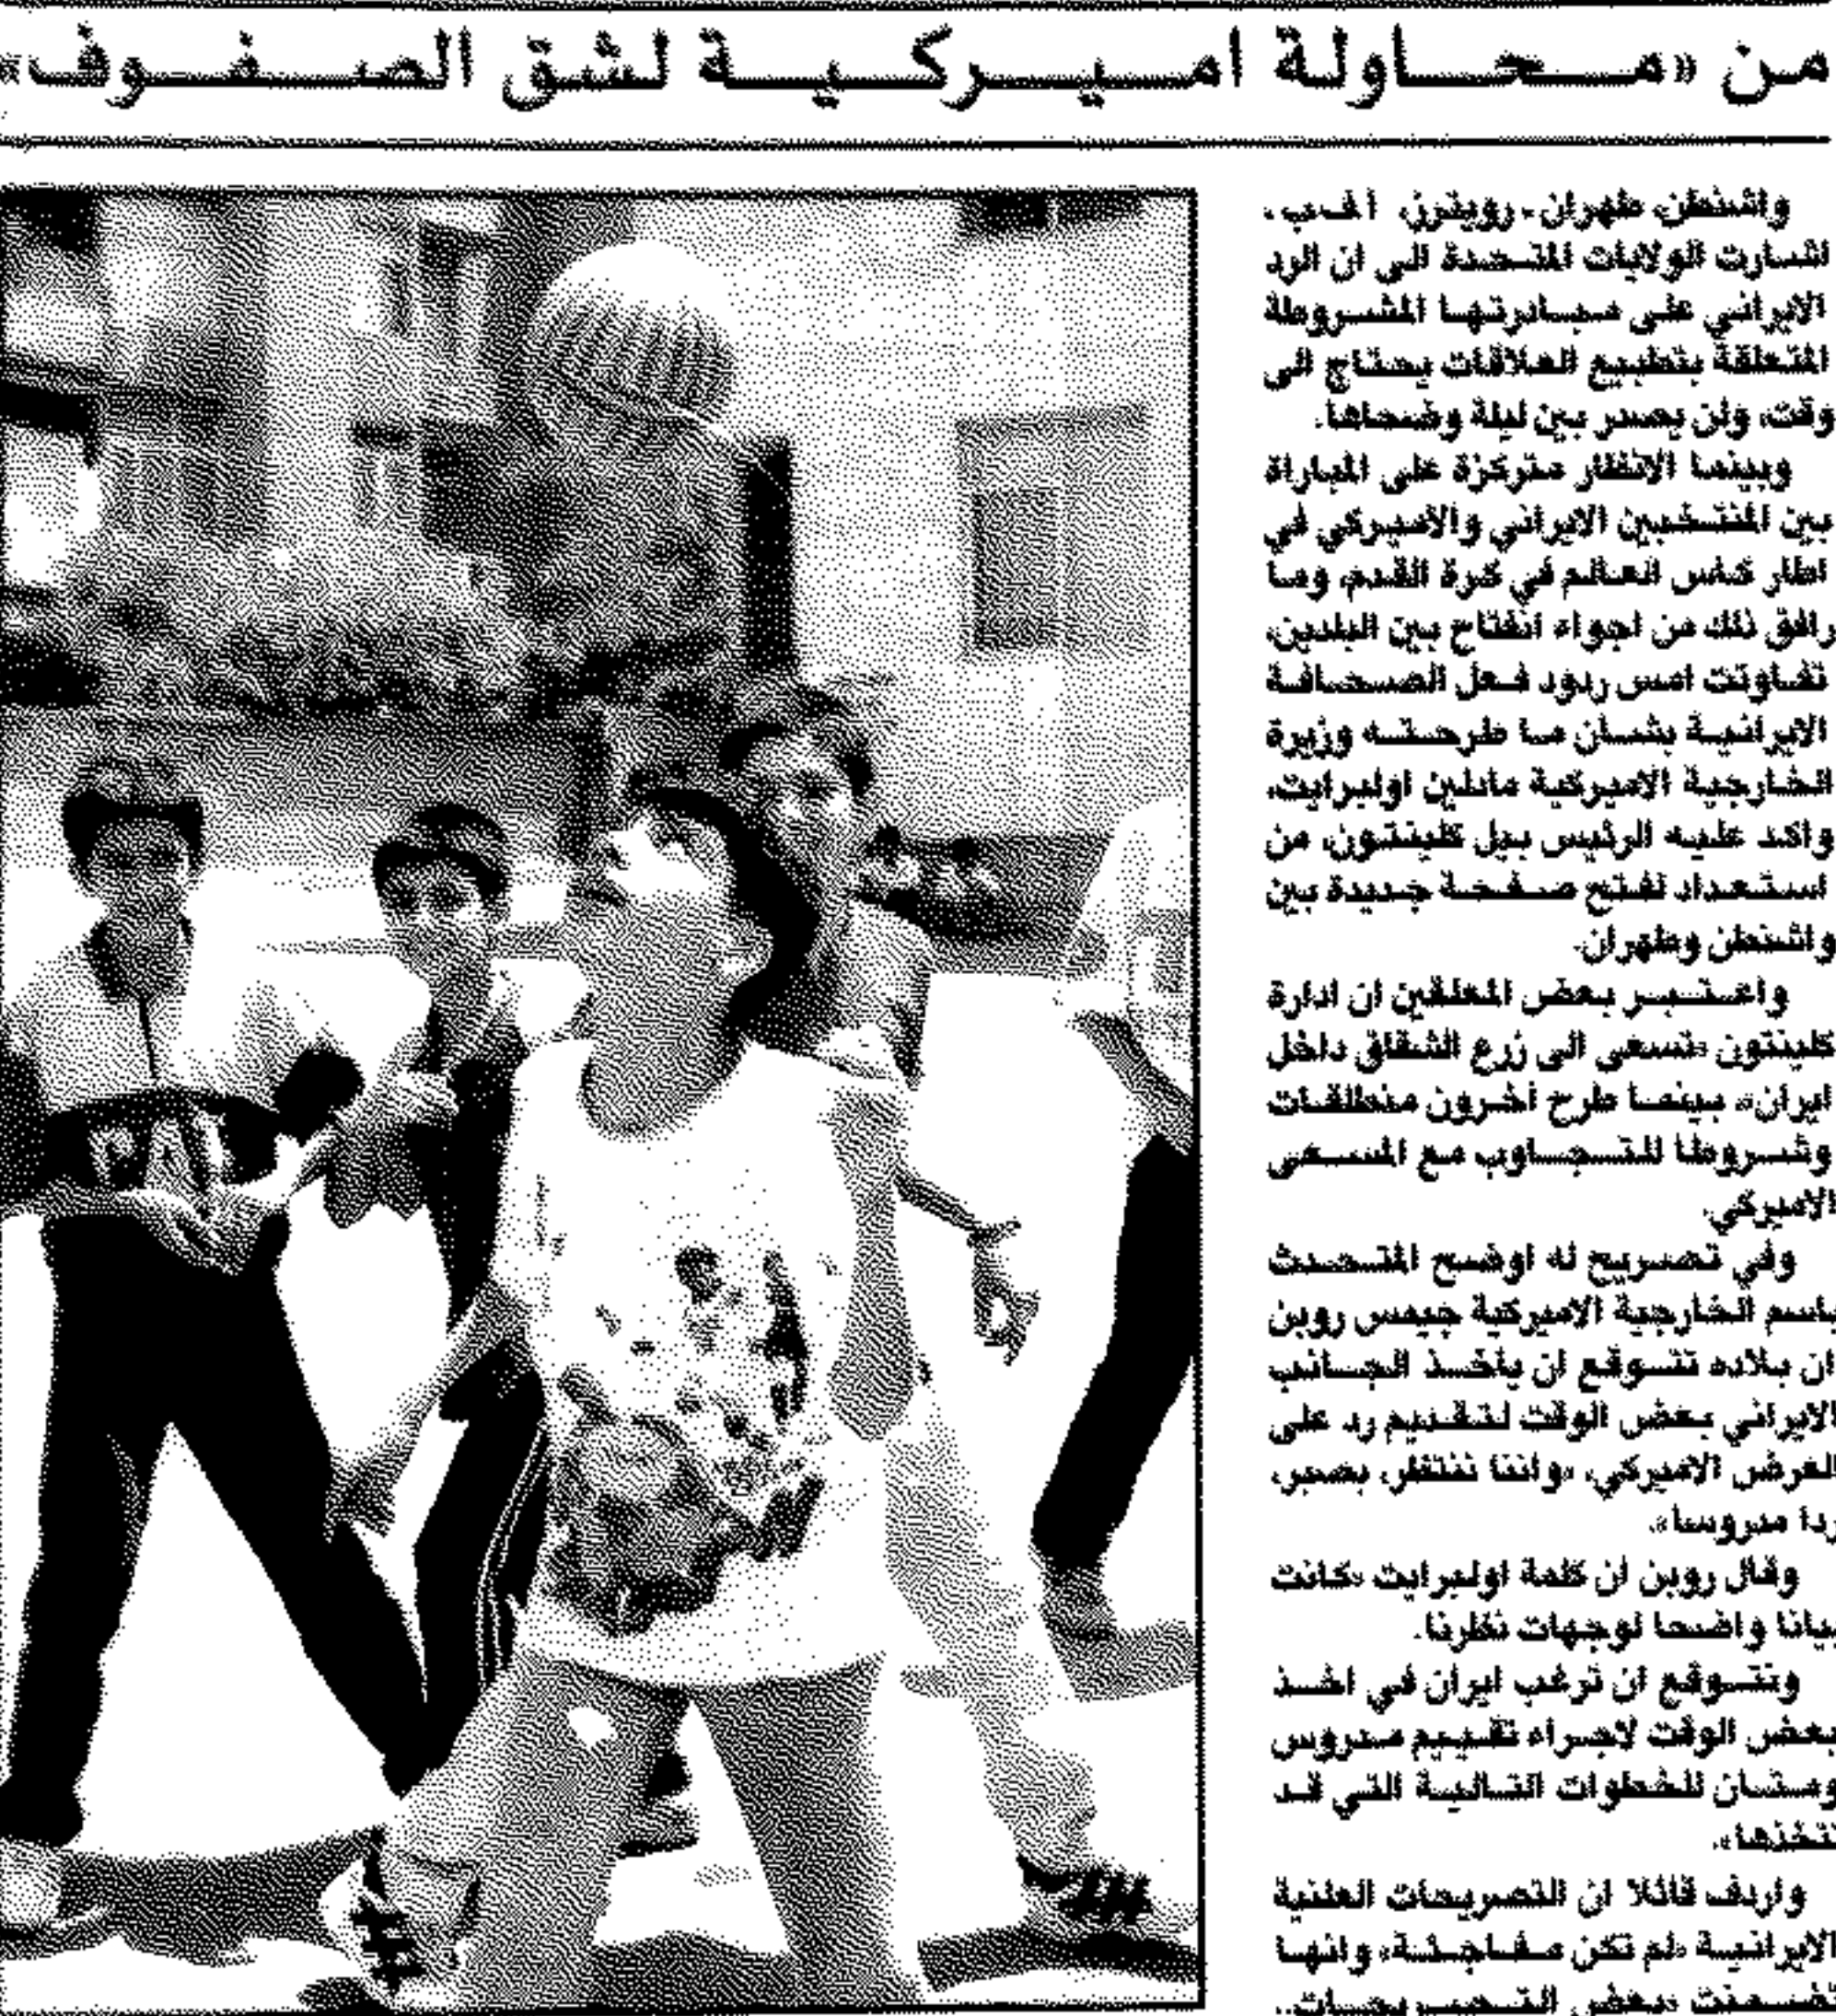 من «محاولة اميركية لشق الصفوف»
واشنطن، طهران ـ رويترز، أ ف ب ـ
اشارت الولايات المتحدة الى ان الرد
الايراني على مبادرتها المشروطة
المتعلقة بتطبيع العلاقات يحتاج الى
وقت، ولن يصدر بين ليلة وضحاها.
وبينما الانظار متركزة على المباراة
بين المنتخبين الايراني والاميركي في
اطار كأس العالم في كرة القدم، وما
رافق ذلك من اجواء انفتاح بين البلدين،
تفاوتت امس ردود فعل الصحافة
الايرانية بشأن ما طرحته وزيرة
الخارجية الاميركية مادلين اولبرايت،
واكد عليه الرئيس بيل كلينتون، من
استعداد لفتح صفحة جديدة بين
واشنطن وطهران.
واعتبر بعض المعلقين ان ادارة
كلينتون «تسعى الى زرع الشقاق داخل
ايران»، بينما طرح آخرون منطلقات
وشروطا للتجاوب مع المسعى
الاميركي.
وفي تصريح له اوضح المتحدث
باسم الخارجية الاميركية جيمس روبن
ان بلاده تتوقع ان يأخذ الجانب
الايراني بعض الوقت لتقديم رد على
العرض الاميركي، «واننا ننتظر، بصبر،
ردا مدروسا».
وقال روبن ان كلمة اولبرايت «كانت
بيانا واضحا لوجهات نظرنا.
ونتوقع ان ترغب ايران في اخذ
بعض الوقت لاجراء تقييم مدروس
ومتأن للخطوات التالية التي قد
تتخذها».
واردف قائلا ان التصريحات العلنية
الايرانية «لم تكن مفاجئة» وانها
تضمنت «بعض